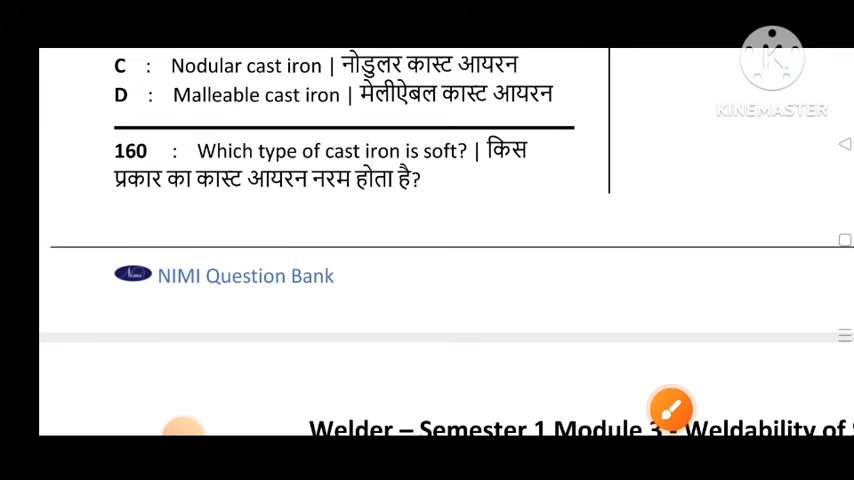 C : Nodular cast iron | नोडुलर कास्ट आयरन
D : Malleable cast iron | मेलीऐबल कास्ट आयरन
KINEMASTER
160 : Which type of cast iron is soft? | किस
प्रकार का कास्ट आयरन नरम होता है?
Nimi NIMI Question Bank
Welder – Semester 1 Module 3 - Weldability of